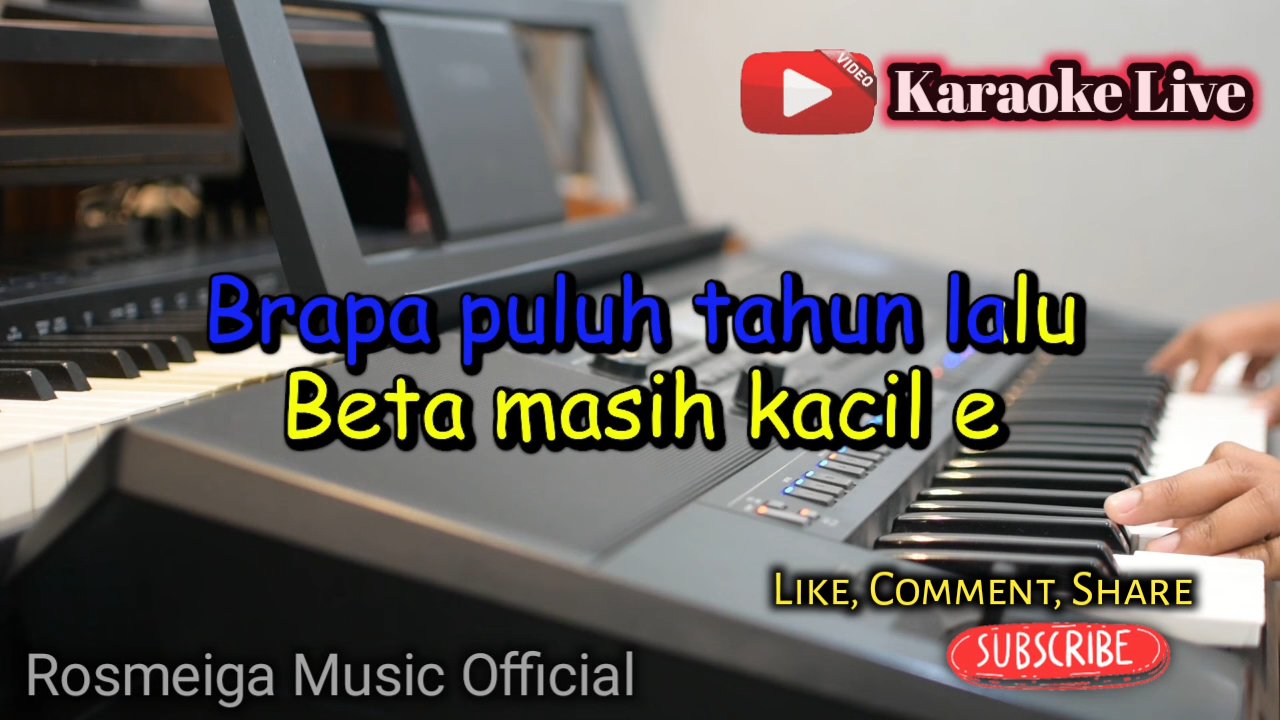 VIDEO
Karaoke Live
Brapa puluh tahun lalu
Beta masih kacil e
Like, Comment, Share
SUBSCRIBE
Rosmeiga Music Official